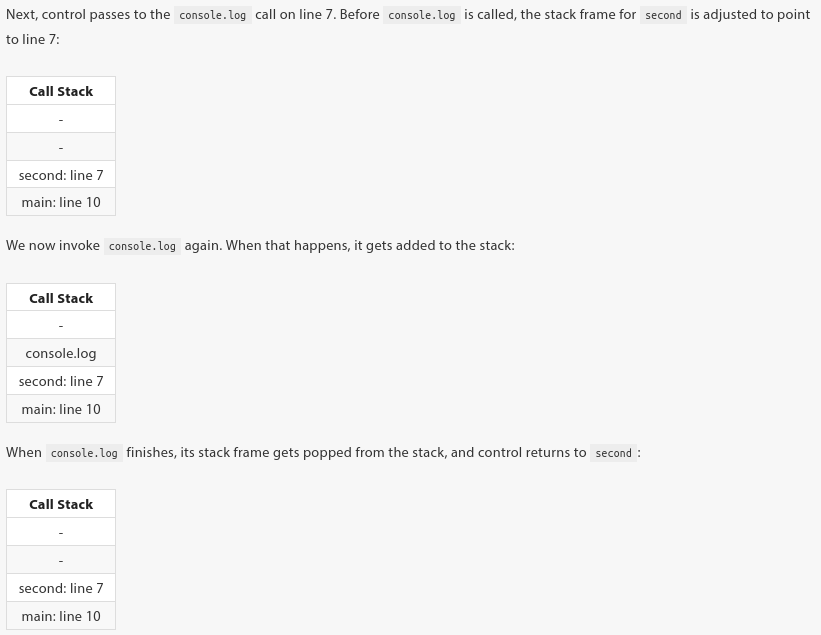 Next, control passes to the console.log call on line 7. Before console.log is called, the stack frame for second is adjusted to point
to line 7:
Call Stack
-
-
second: line 7
main: line 10
We now invoke console.log again. When that happens, it gets added to the stack:
Call Stack
-
console.log
second: line 7
main: line 10
When console.log finishes, its stack frame gets popped from the stack, and control returns to second :
Call Stack
-
-
second: line 7
main: line 10